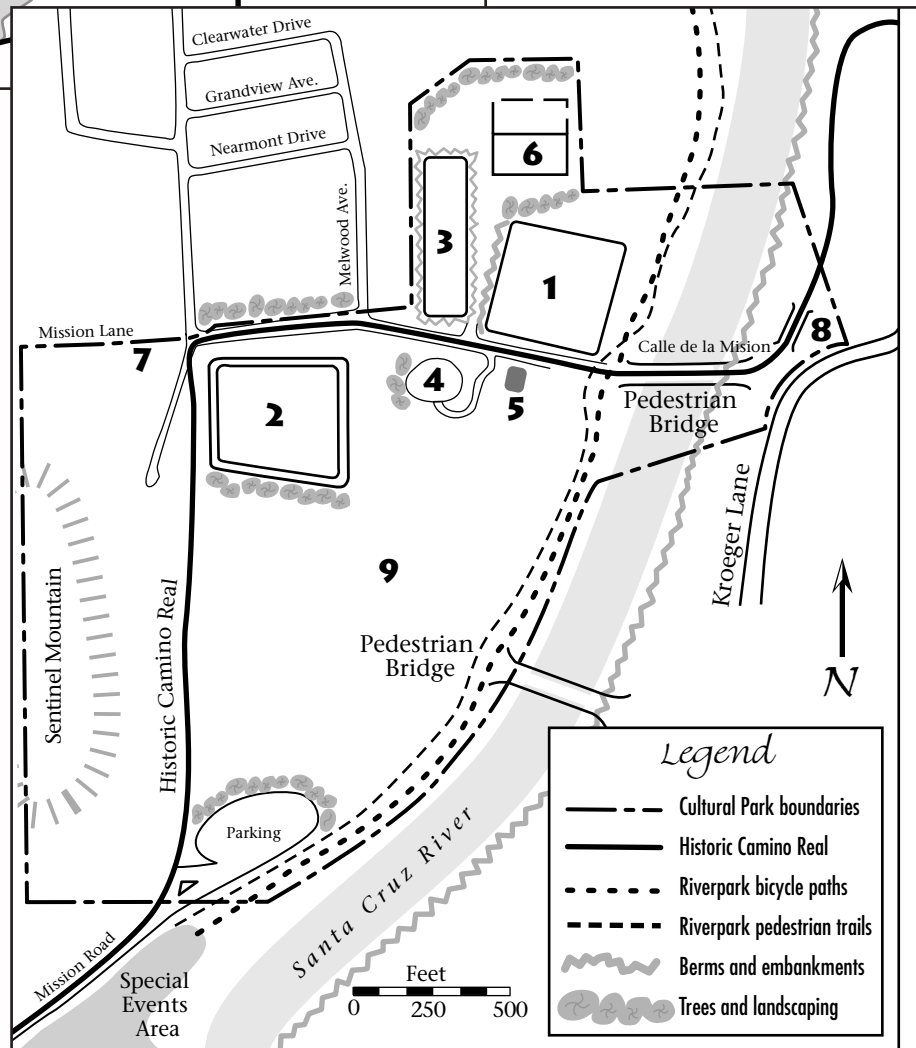 Clearwater Drive
Grandview Ave.
Nearmont Drive
Melwood Ave.
6
3
1
Mission Lane
7
Calle de la Mision
8
4
5
2
Pedestrian
Bridge
Kroeger Lane
9
Sentinel Mountain
Historic Camino Real
Pedestrian
Bridge
N
Parking
Santa Cruz River
Mission Road
Special
Events
Area
Feet
0 250 500
Legend
Cultural Park boundaries
Historic Camino Real
Riverpark bicycle paths
Riverpark pedestrian trails
Berms and embankments
Trees and landscaping